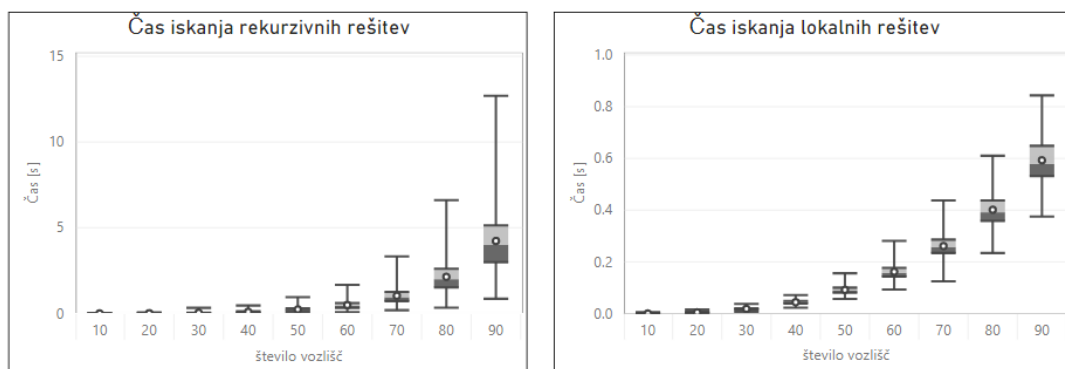 Čas iskanja rekurzivnih rešitev
15
10
5
0
Čas [s]
10 20 30 40 50 60 70 80 90
število vozlišč
Čas iskanja lokalnih rešitev
1.0
0.8
0.6
0.4
0.2
0.0
Čas [s]
10 20 30 40 50 60 70 80 90
število vozlišč